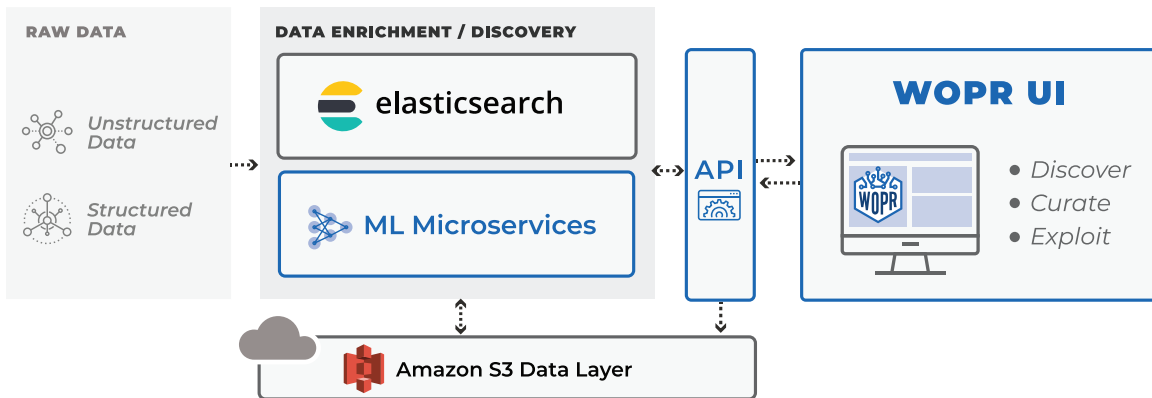 RAW DATA
Unstructured
Data
Structured
Data
DATA ENRICHMENT / DISCOVERY
elasticsearch
ML Microservices
API
WOPR UI
WOPR
• Discover
• Curate
• Exploit
Amazon S3 Data Layer